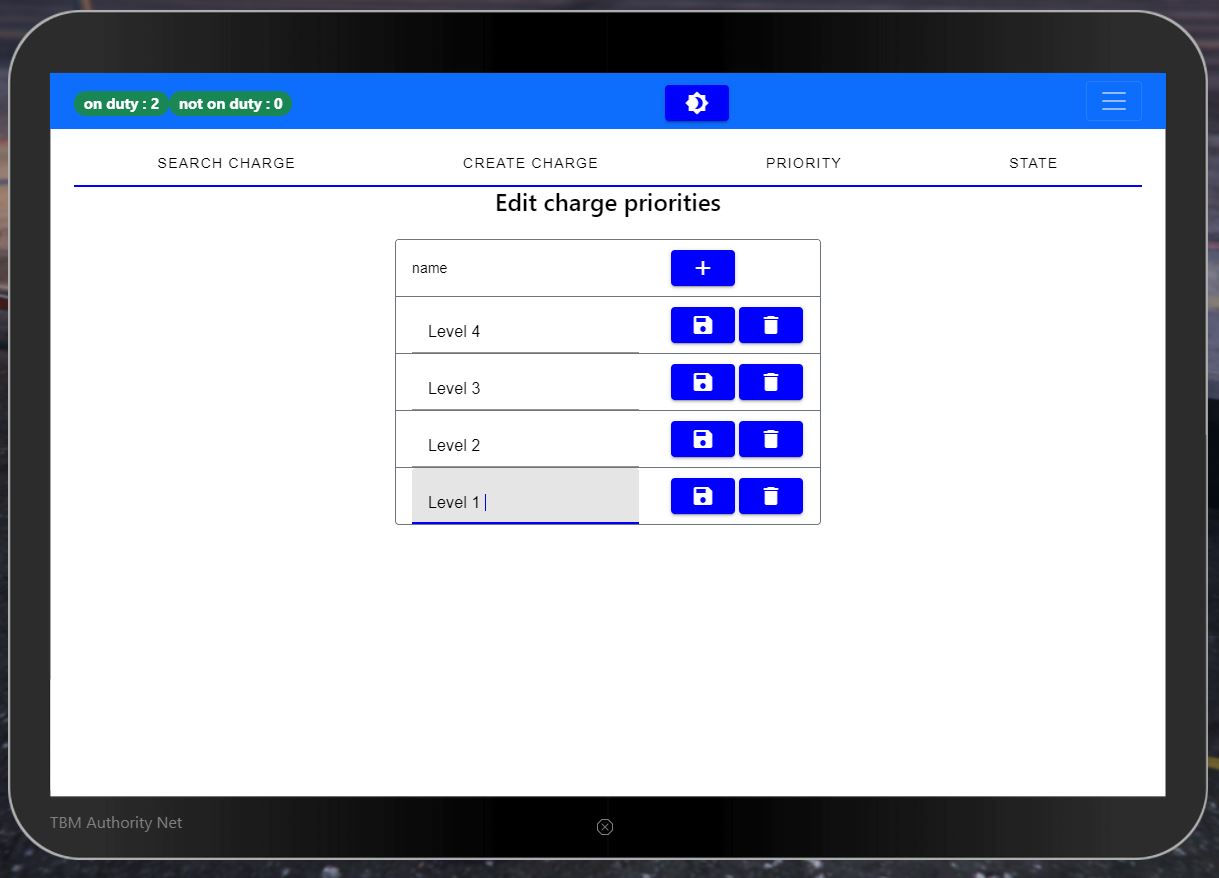 on duty : 2 not on duty : 0
SEARCH CHARGE CREATE CHARGE PRIORITY STATE
Edit charge priorities
name
Level 4
Level 3
Level 2
Level 1
TBM Authority Net